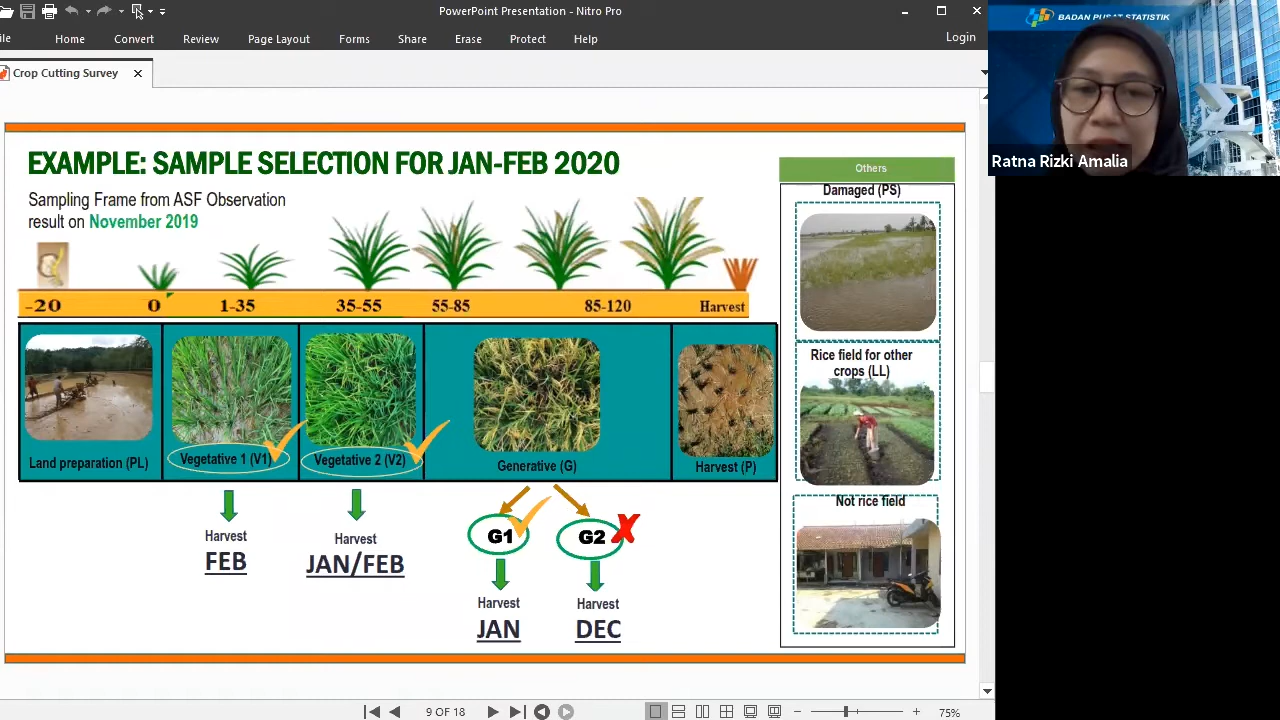 PowerPoint Presentation - Nitro Pro
ile
Home
Convert
Review
Page Layout
Forms
Share
Erase
Protect
Help
Login
Crop Cutting Survey
EXAMPLE: SAMPLE SELECTION FOR JAN-FEB 2020
Sampling Frame from ASF Observation
result on November 2019
-20
0
1-35
35-55
55-85
85-120
Harvest
Land preparation (PL)
Vegetative 1 (V1)
Vegetative 2 (V2)
Generative (G)
Harvest (P)
Harvest
FEB
Harvest
JAN/FEB
G1
G2
Harvest
JAN
Harvest
DEC
Others
Damaged (PS)
Rice field for other
crops (LL)
Not rice field
9 OF 18
75%
BADAN PUSAT STATISTIK
Ratna Rizki Amalia